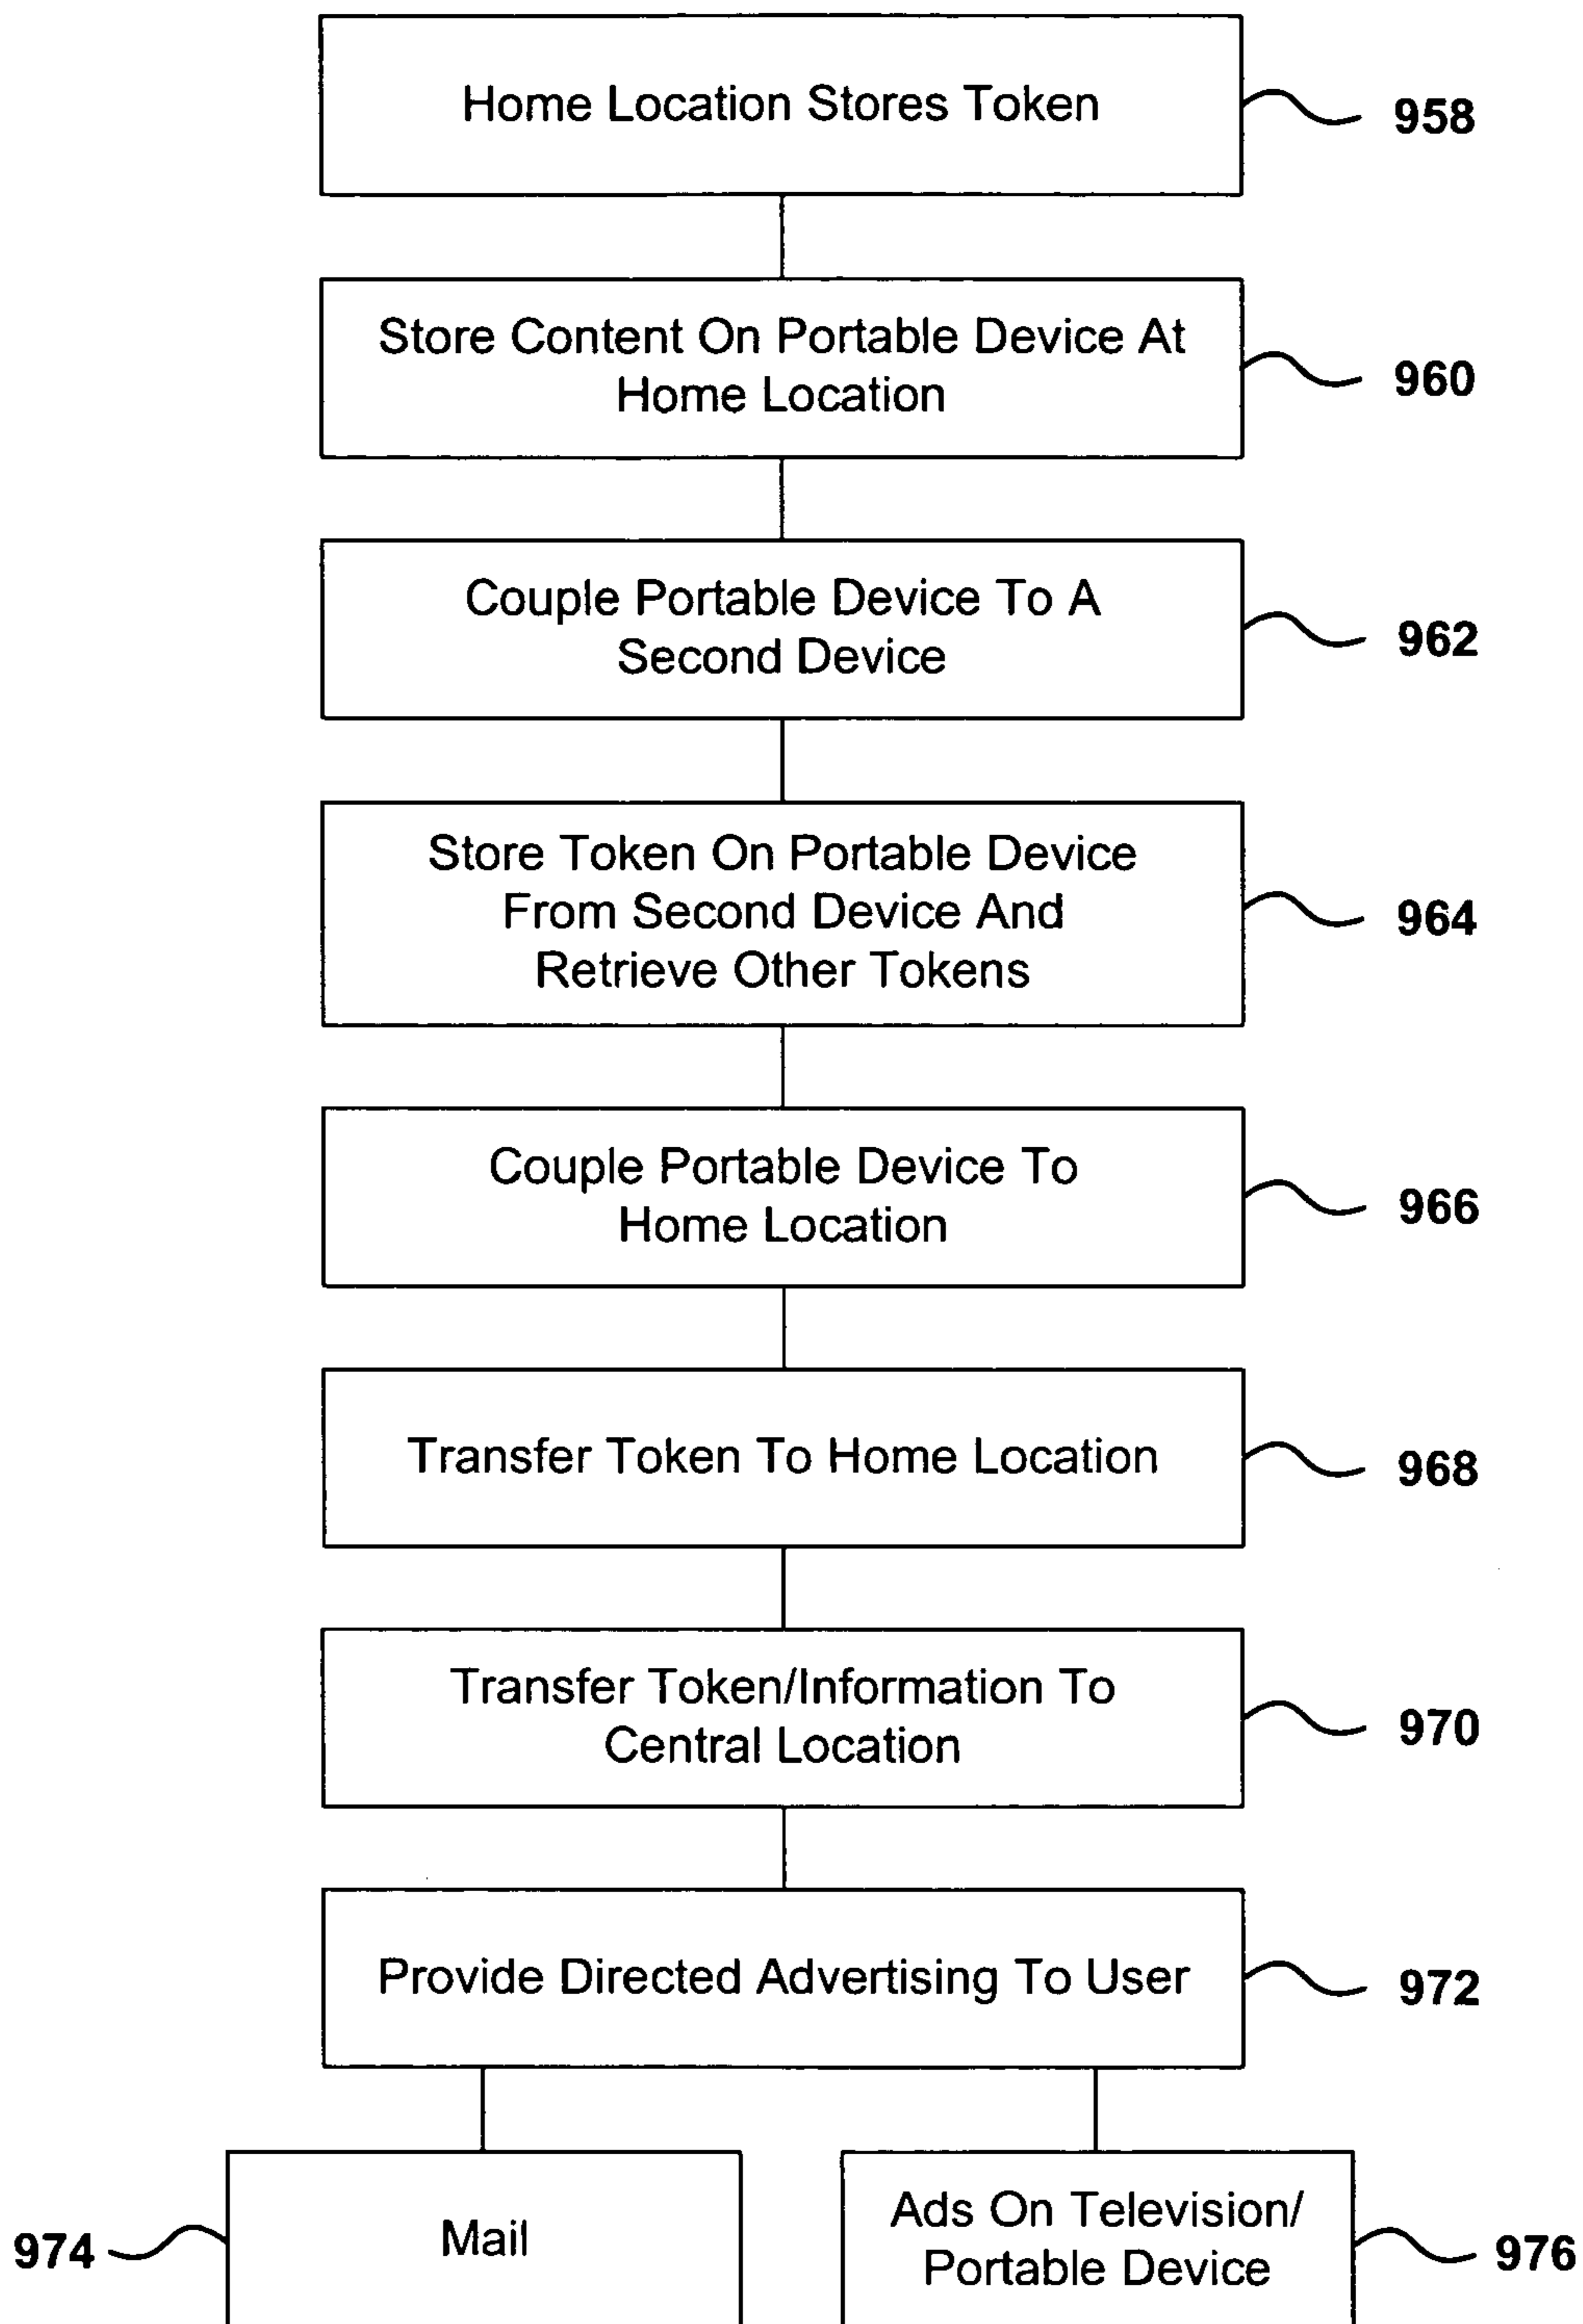 Home Location Stores Token
958
Store Content On Portable Device At
Home Location
960
Couple Portable Device To A
Second Device
962
Store Token On Portable Device
From Second Device And
Retrieve Other Tokens
964
Couple Portable Device To
Home Location
966
Transfer Token To Home Location
968
Transfer Token/Information To
Central Location
970
Provide Directed Advertising To User
972
974
Mail
Ads On Television/
Portable Device
976